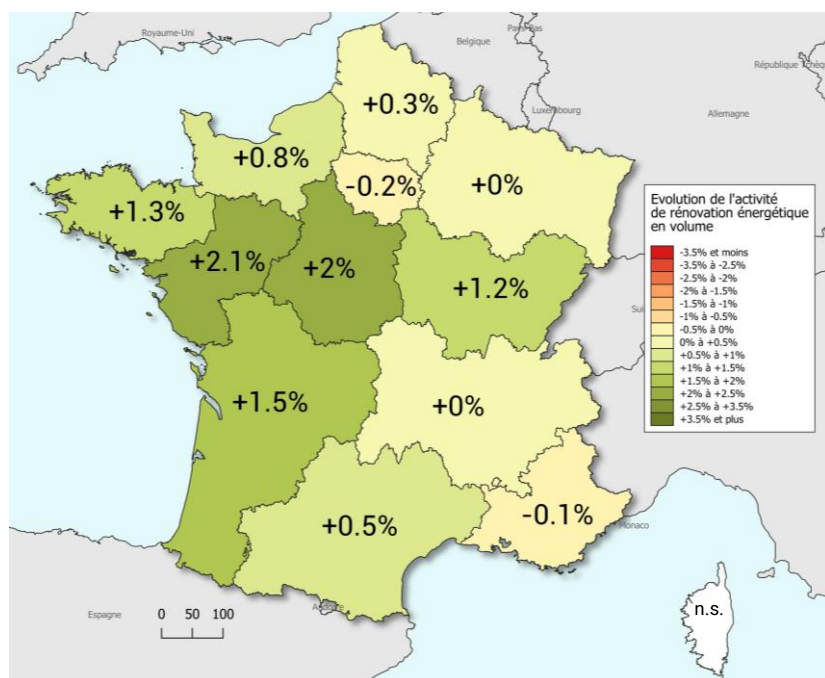 Royaume-Uni
Belgique
Pays-Bas
République Tchèque
Luxembourg
Allemagne
+0.3%
+0.8%
-0.2%
+0%
+1.3%
+2.1%
+2%
+1.2%
+1.5%
+0%
+0.5%
-0.1%
Monaco
Espagne
Andorre
n.s.
0 50 100
Evolution de l'activité
de rénovation énergétique
en volume
-3.5% et moins
-3.5% à -2.5%
-2.5% à -2%
-2% à -1.5%
-1.5% à -1%
-1% à -0.5%
-0.5% à 0%
0% à +0.5%
+0.5% à +1%
+1% à +1.5%
+1.5% à +2%
+2% à +2.5%
+2.5% à +3.5%
+3.5% et plus